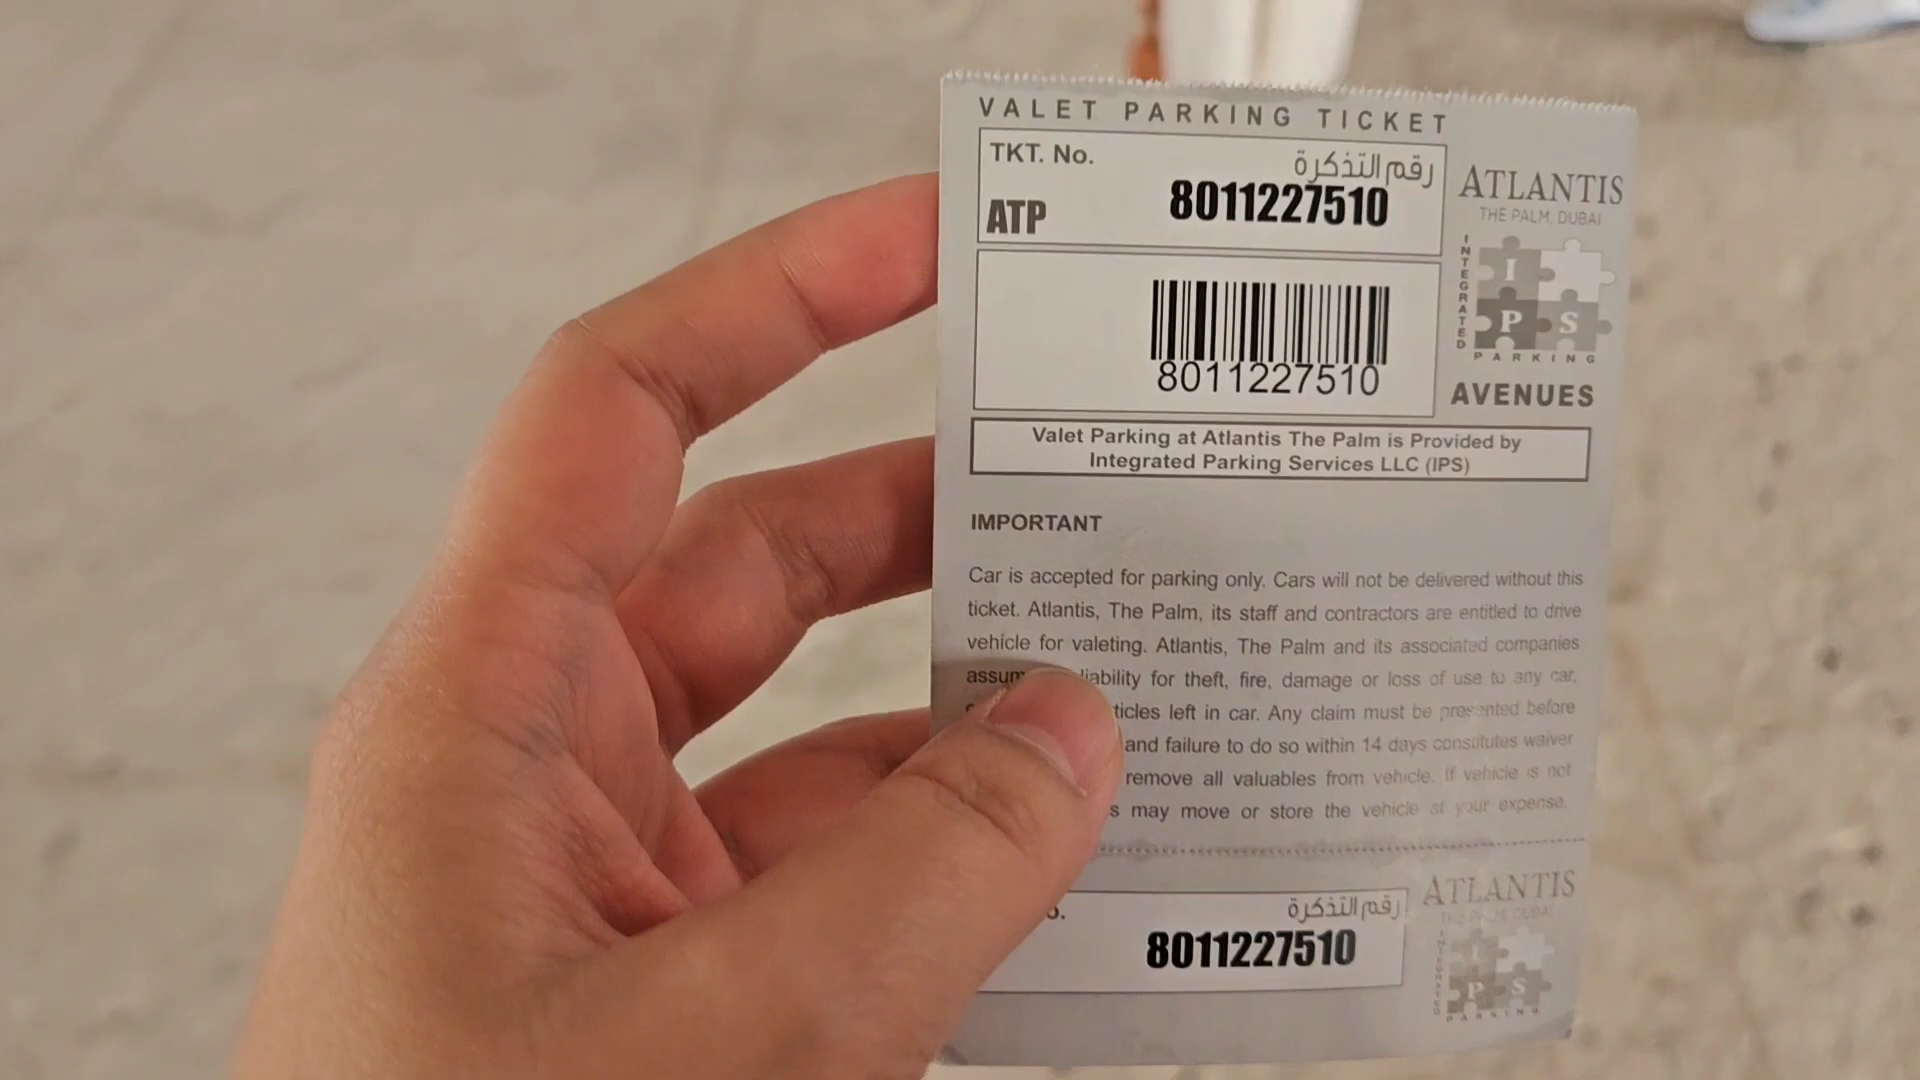 VALET PARKING TICKET
TKT. No.
رقم التذكرة
ATP
8011227510
ATLANTIS
THE PALM, DUBAI
INTEGRATED
I
P S
PARKING
8011227510
AVENUES
Valet Parking at Atlantis The Palm is Provided by
Integrated Parking Services LLC (IPS)
IMPORTANT
Car is accepted for parking only. Cars will not be delivered without this
ticket. Atlantis, The Palm, its staff and contractors are entitled to drive
vehicle for valeting. Atlantis, The Palm and its associated companies
for theft, fire, damage or loss of use to any car,
left in car. Any claim must be presented before
and failure to do so within 14 days constitutes waiver
remove all valuables from vehicle. If vehicle is not
may move or store the vehicle at your expense.
رقم التذكرة
8011227510
ATLANTIS
THE PALM, DUBAI
INTEGRATED
I
P S
PARKING